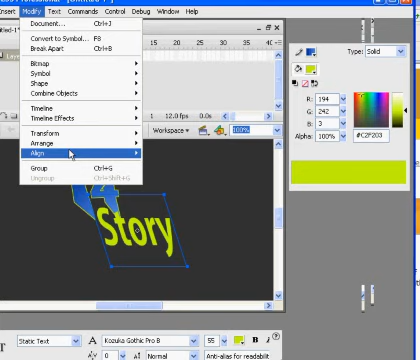 Insert Modify Text Commands Control
Document... Ctrl+J
Convert to Symbol... F8
Break Apart Ctrl+B
Bitmap
Symbol
Shape
Combine Objects
Timeline
Timeline Effects
Transform
Arrange
Align
Group Ctrl+G
Ungroup Ctrl+Shift+G
15 20 25 30 35 40
1 12.0 fps 0.0s
Workspace 100%
Type: Solid
R: 194
G: 242
B: 3
Alpha: 100% #C2F203
Story
Static Text A Kozuka Gothic Pro B 55 B I
0 Normal Anti-alias for readabilit